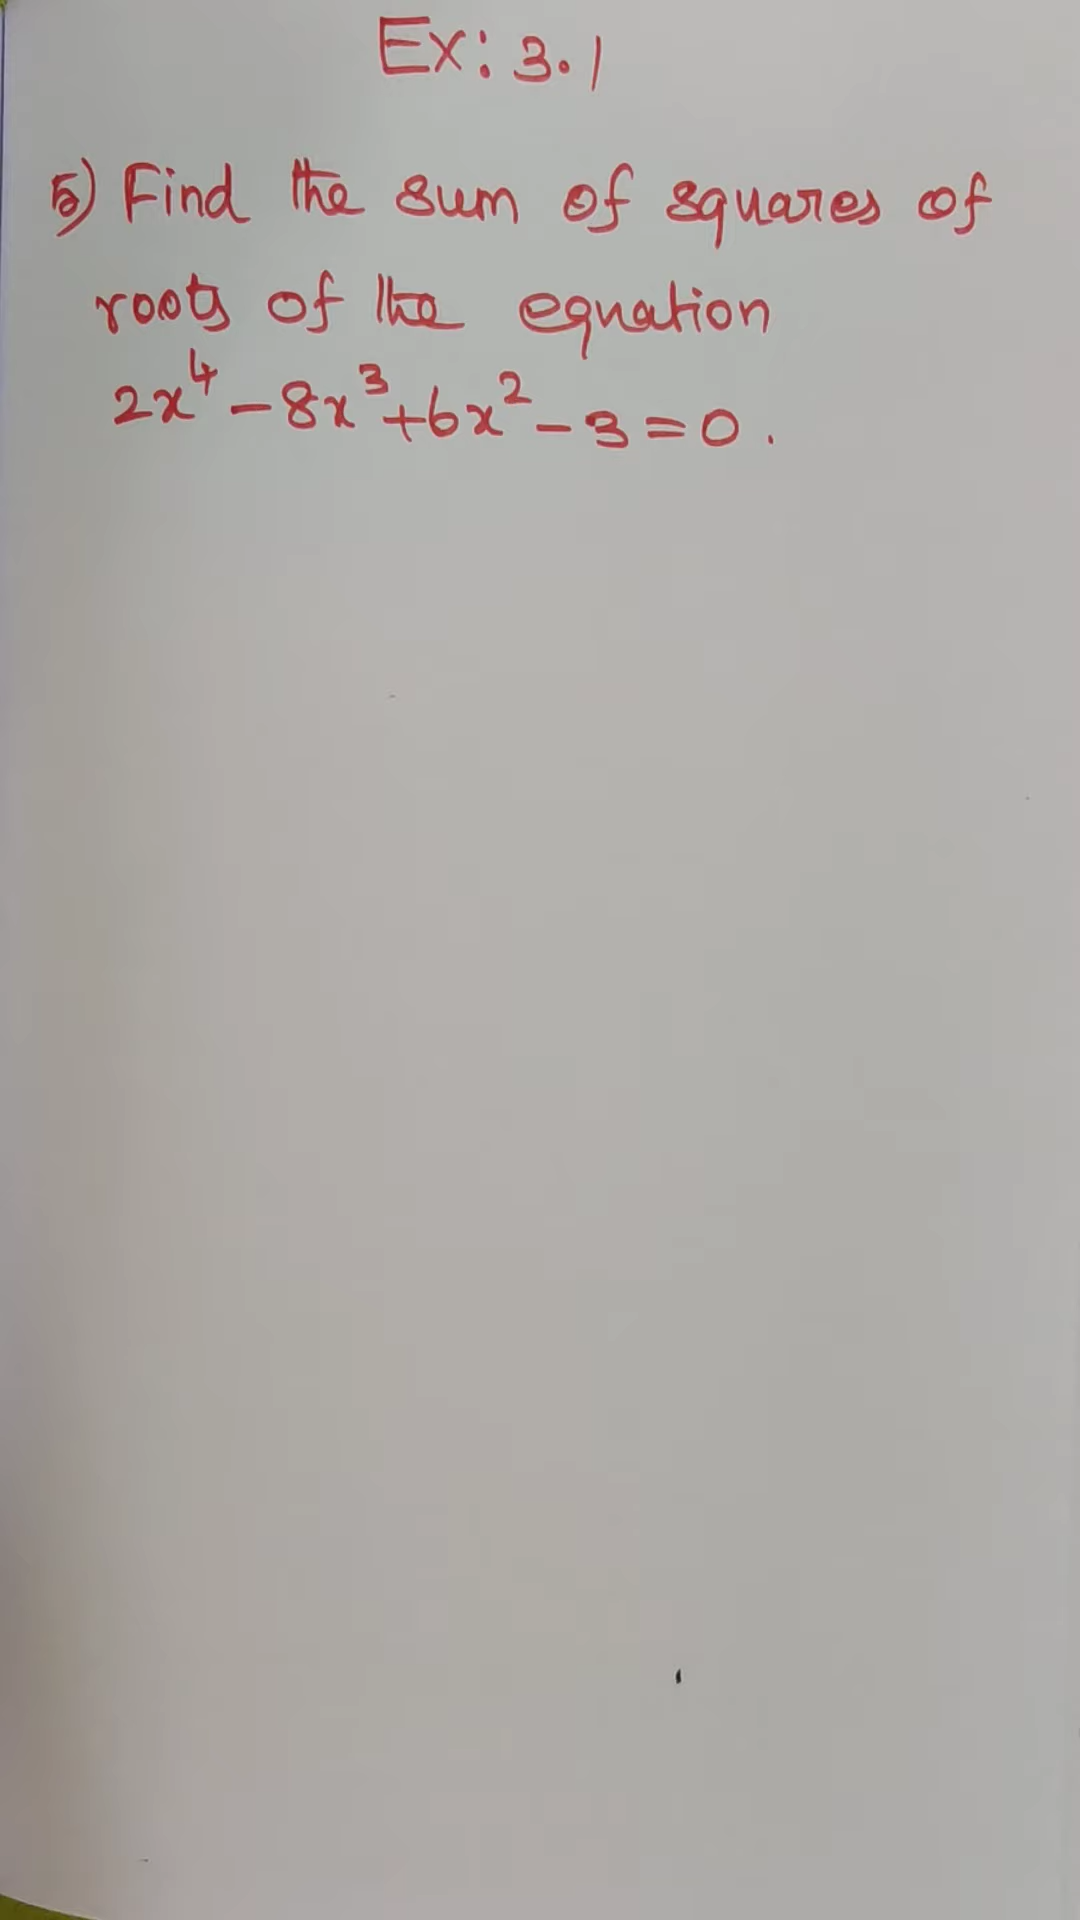 Ex: 3.1
5) Find the sum of squares of
roots of the equation
2x⁴ - 8x³ + 6x² - 3 = 0.